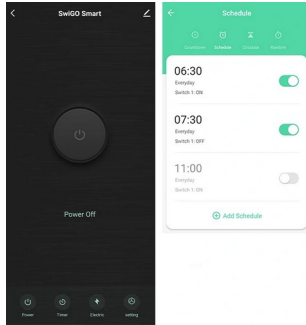 SwiGO Smart
Power Off
Power
Timer
Electric
setting
Schedule
Countdown
Schedule
Circulate
Random
06:30
Everyday
Switch 1: ON
07:30
Everyday
Switch 1: OFF
11:00
Everyday
Switch 1: ON
Add Schedule